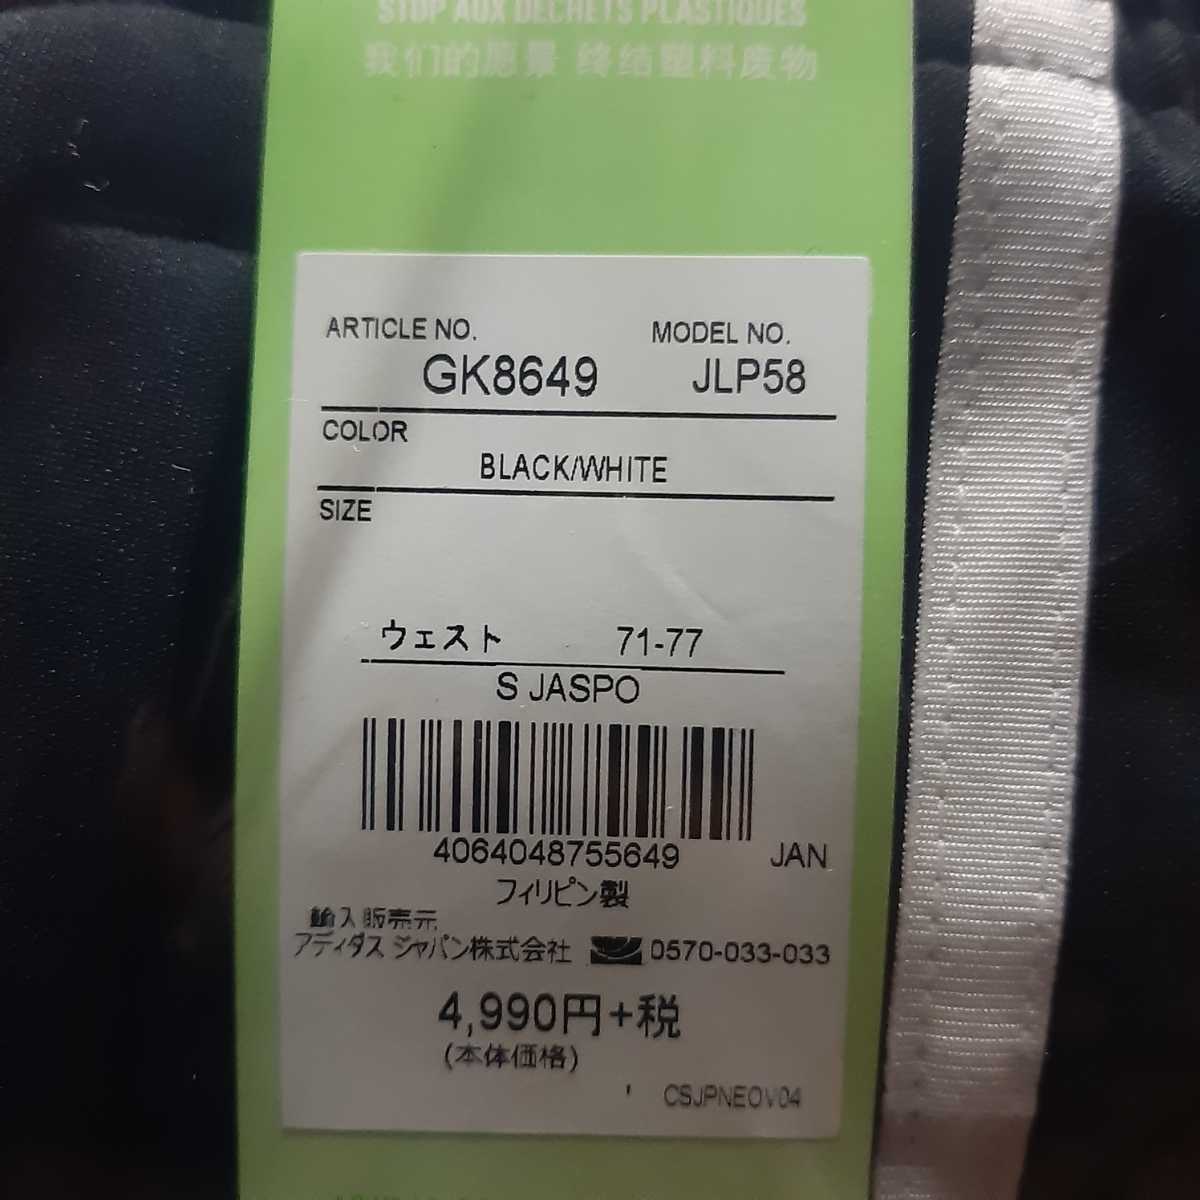 STOP AUX DÉCHETS PLASTIQUES
我们的愿景 终结塑料废物
ARTICLE NO. MODEL NO.
GK8649 JLP58
COLOR
BLACK/WHITE
SIZE
ウェスト 71-77
S JASPO
4064048755649 JAN
フィリピン製
輸入販売元
アディダス ジャパン株式会社 0570-033-033
4,990円+税
(本体価格)
CSJPNEOV04